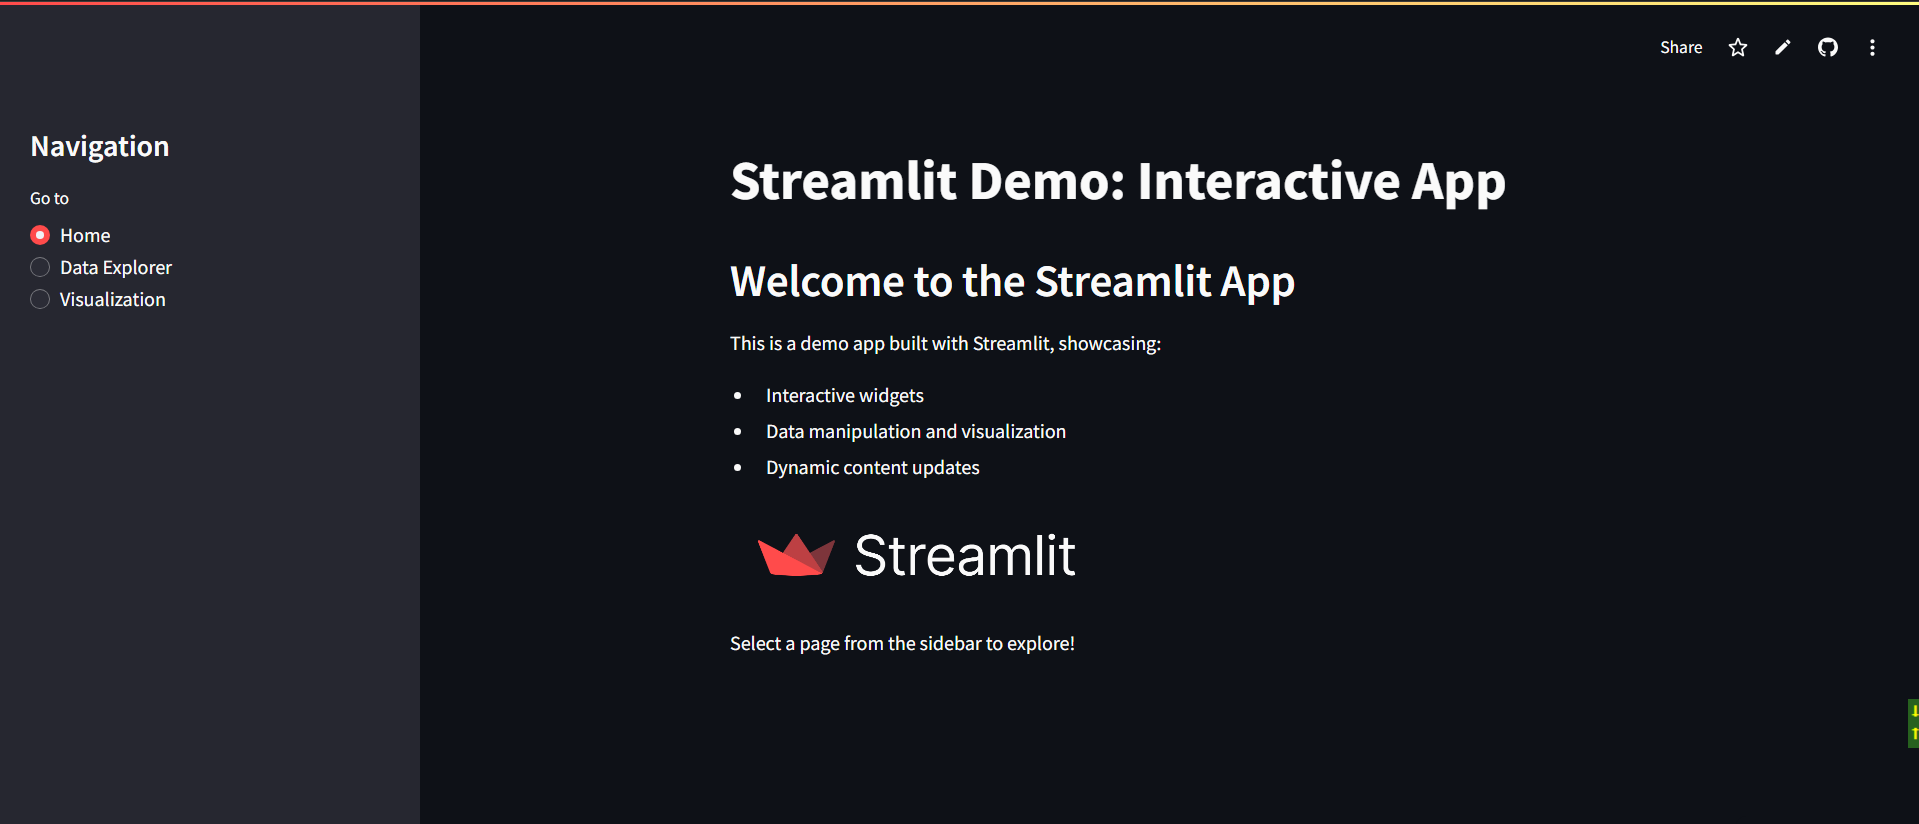 Share
Navigation
Go to
Home
Data Explorer
Visualization
Streamlit Demo: Interactive App
Welcome to the Streamlit App
This is a demo app built with Streamlit, showcasing:
Interactive widgets
Data manipulation and visualization
Dynamic content updates
Streamlit
Select a page from the sidebar to explore!